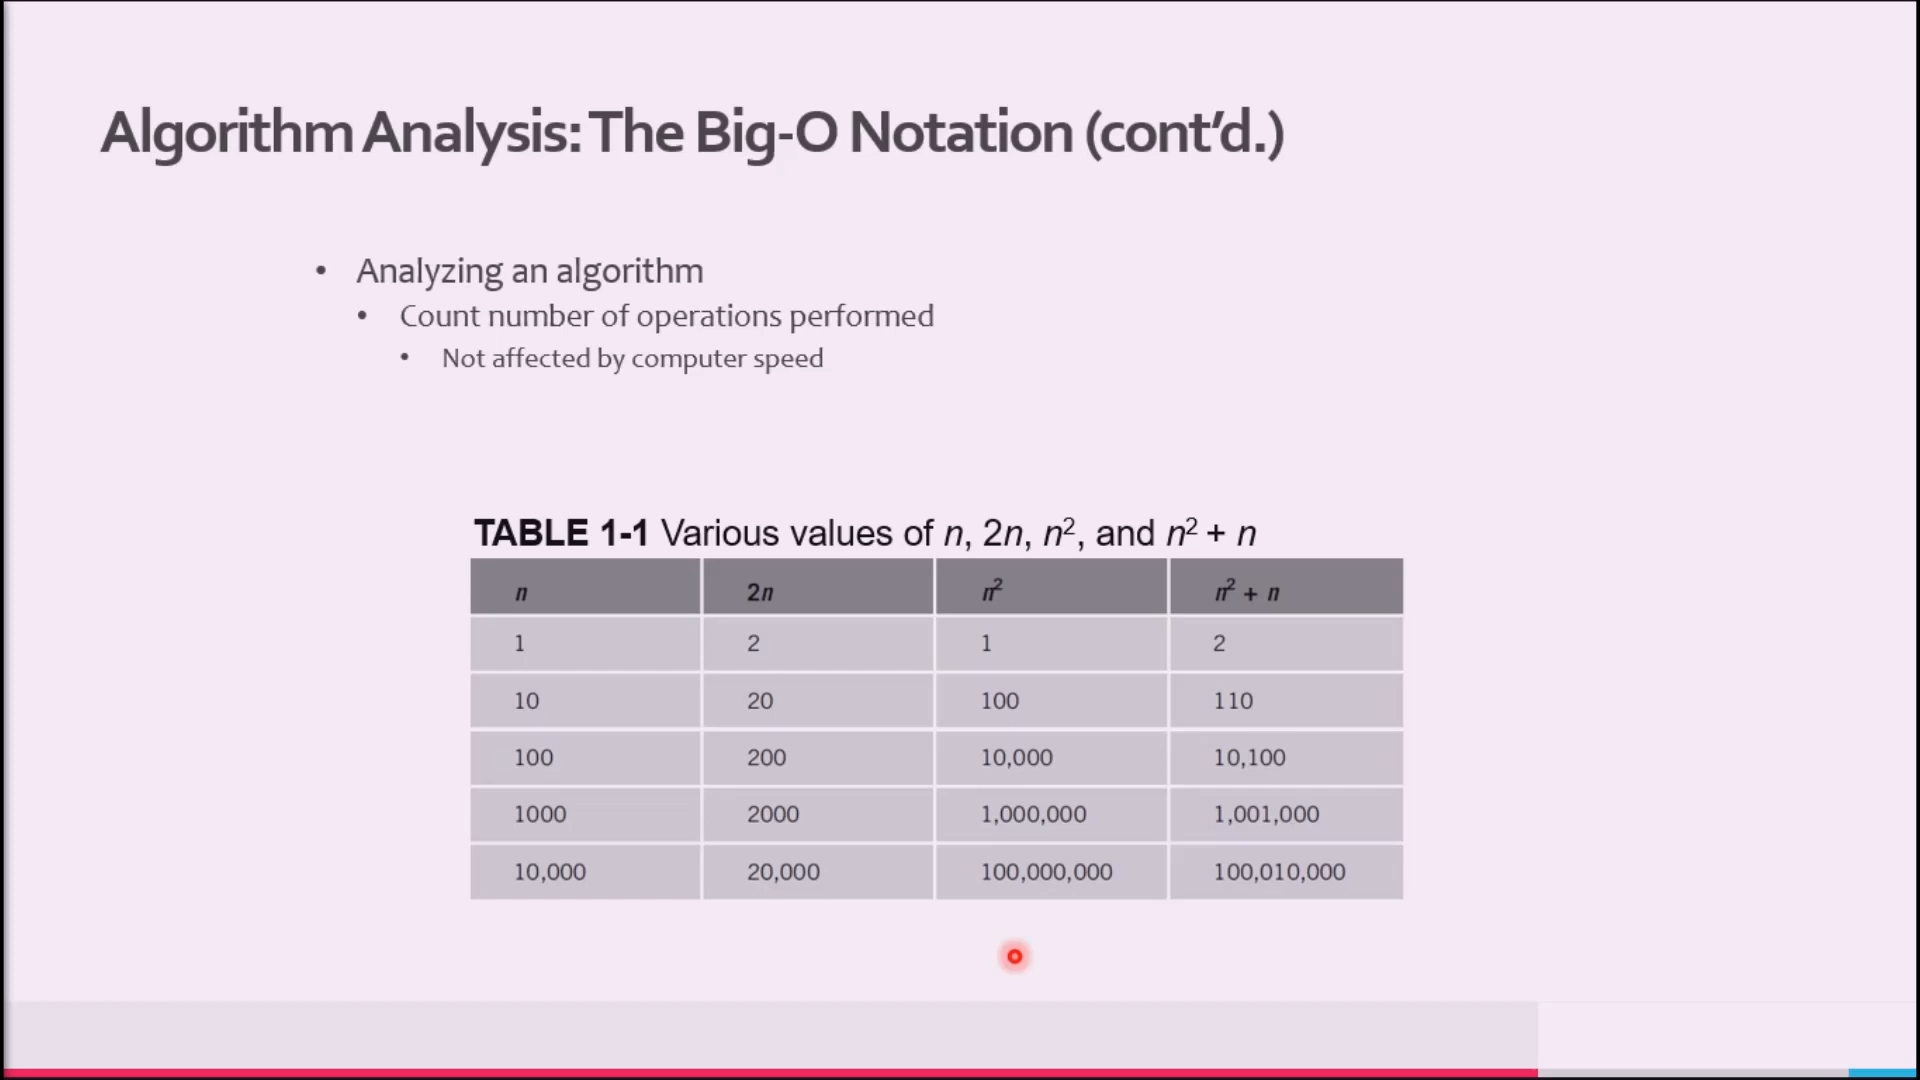 Algorithm Analysis: The Big-O Notation (cont’d.)
• Analyzing an algorithm
• Count number of operations performed
• Not affected by computer speed
TABLE 1-1 Various values of n, 2n, n², and n² + n
n 2n n² n² + n
1 2 1 2
10 20 100 110
100 200 10,000 10,100
1000 2000 1,000,000 1,001,000
10,000 20,000 100,000,000 100,010,000